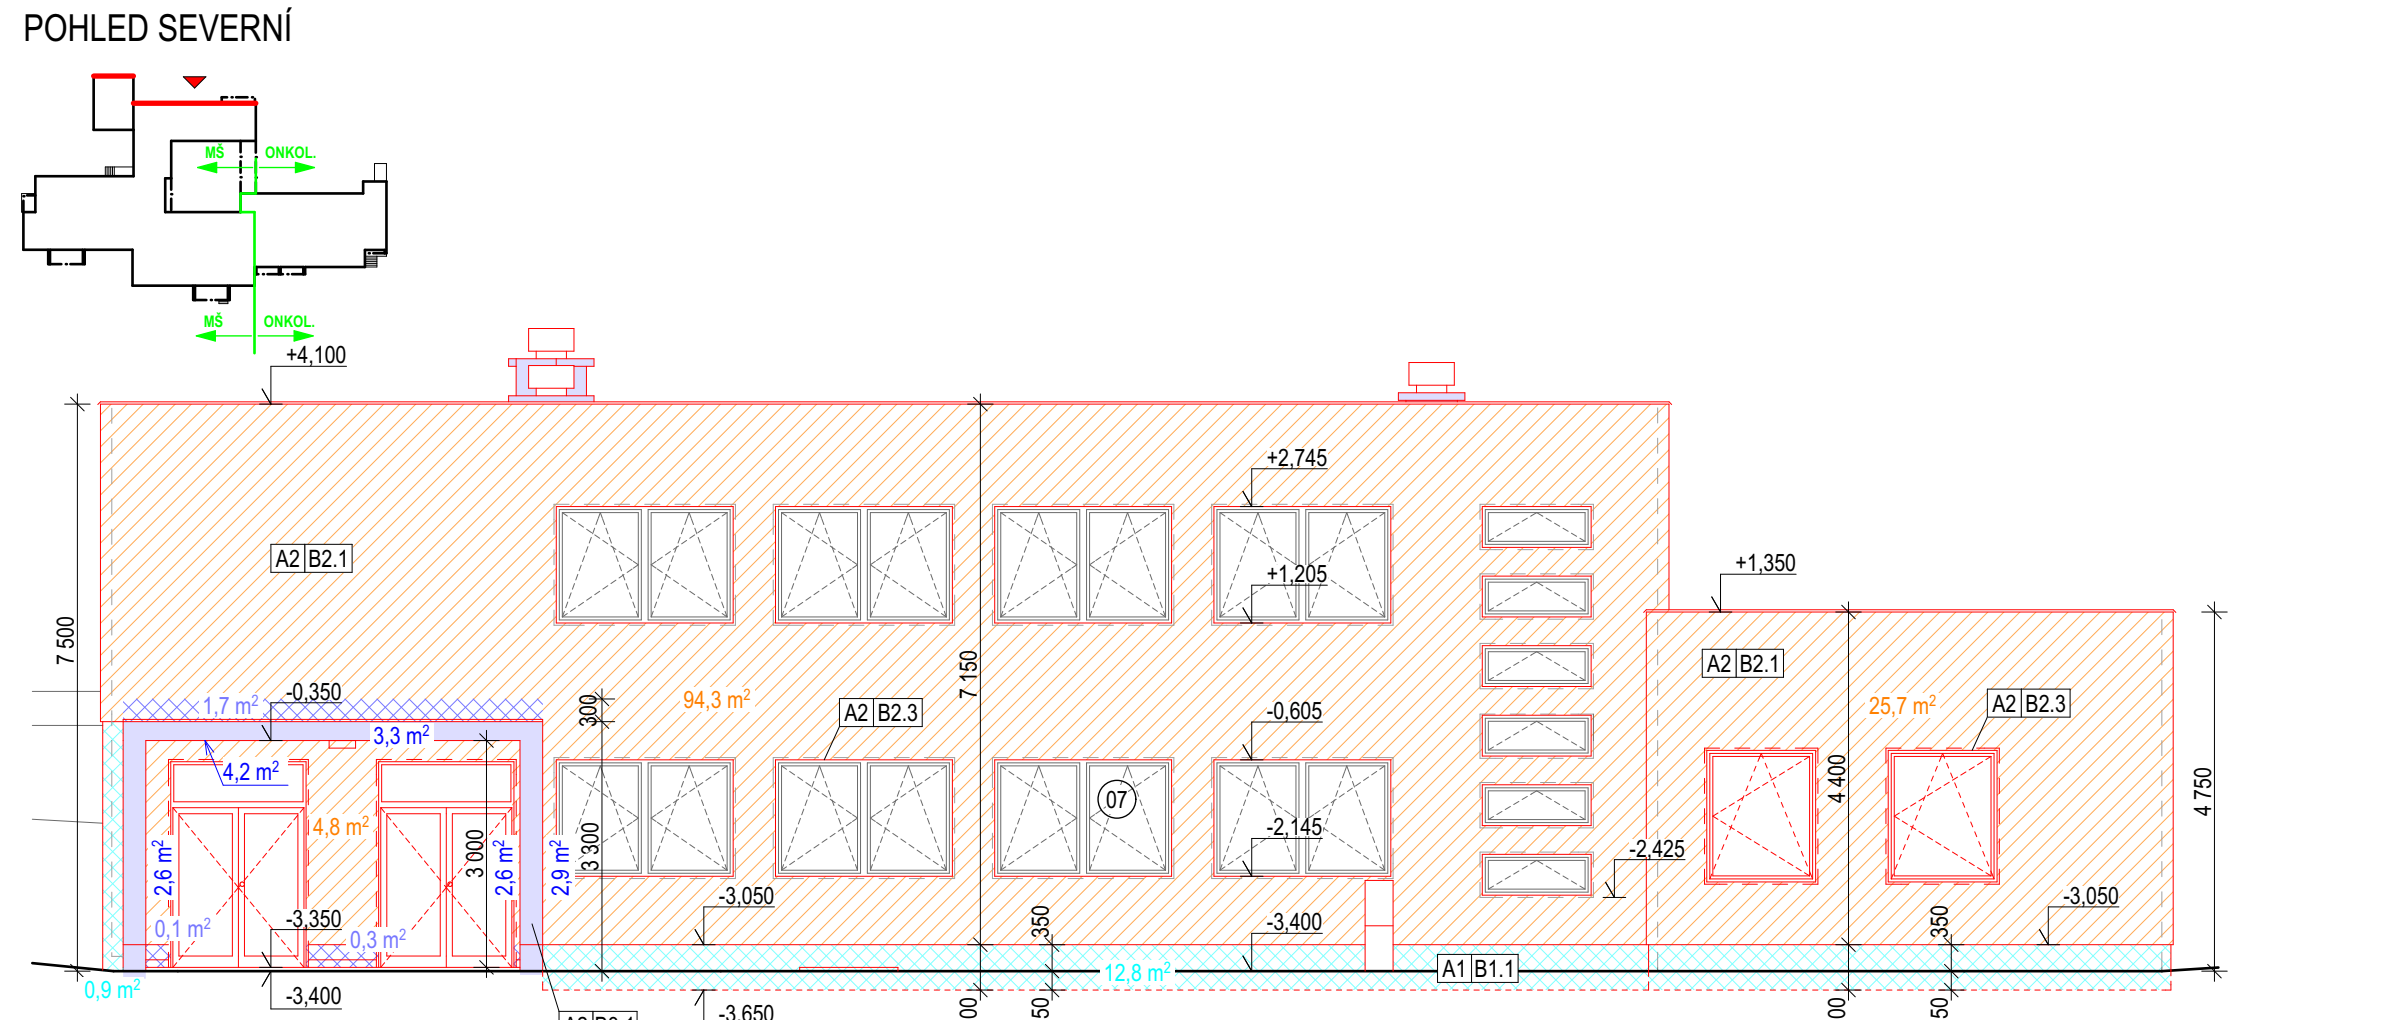 POHLED SEVERNÍ
MŠ
ONKOL.
MŠ
ONKOL.
+4,100
+2,745
A2 B2.1
+1,350
+1,205
7 500
7 150
A2 B2.1
-0,350
1,7 m²
94,3 m²
300
A2 B2.3
25,7 m²
A2 B2.3
-0,605
3,3 m²
4,2 m²
07
4 400
4 750
4,8 m²
-2,145
2,6 m²
3 000
2,6 m²
2,9 m²
3 300
-2,425
-3,050
-3,050
-3,350
0,1 m²
0,3 m²
350
-3,400
350
12,8 m²
A1 B1.1
0,9 m²
-3,400
-3,650
00
50
00
50